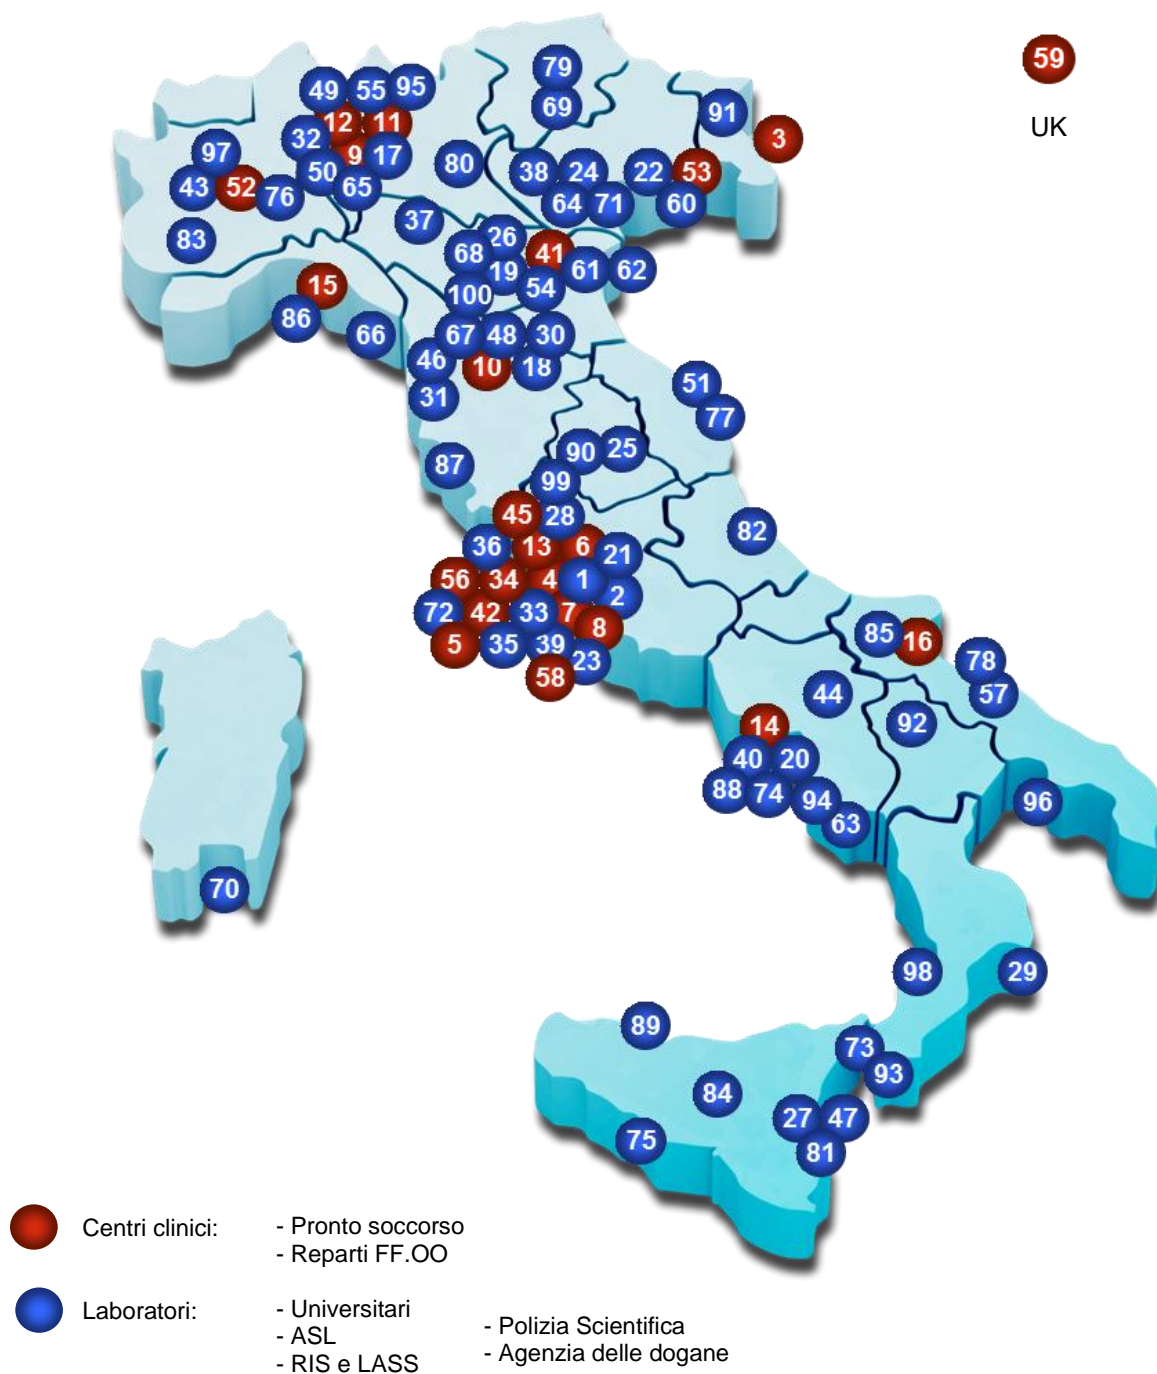 59
UK
79
49 55 95
69
91
12 11
3
32
97
9 17
80
50
38 24 22 53
43 52 76
65
64 71 60
37
83
26
68 41
19 61 62
15
100 54
86
66
67 48 30
46 10 18
51
31
77
90 25
87
99
45 28
82
36 13 6 21
56 34 4 1
2
72 42 33 7
8
85 16
5 35 39
23
78
58
44 57
14
92
40 20
88 74 94
96
63
70
98 29
89
73
93
84
27 47
75
81
Centri clinici: - Pronto soccorso
- Reparti FF.OO
Laboratori: - Universitari
- ASL - Polizia Scientifica
- RIS e LASS - Agenzia delle dogane